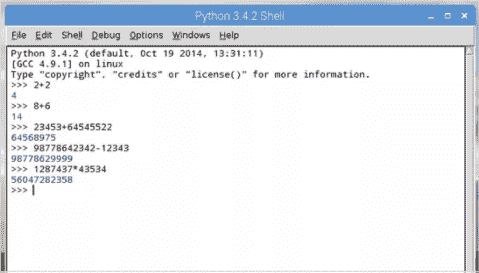 Python 3.4.2 Shell
File Edit Shell Debug Options Windows Help
Python 3.4.2 (default, Oct 19 2014, 13:31:11)
[GCC 4.9.1] on linux
Type "copyright", "credits" or "license()" for more information.
>>> 2+2
4
>>> 8+6
14
>>> 23453+64545522
64568975
>>> 98778642342-12343
98778629999
>>> 1287437*43534
56047282358
>>>